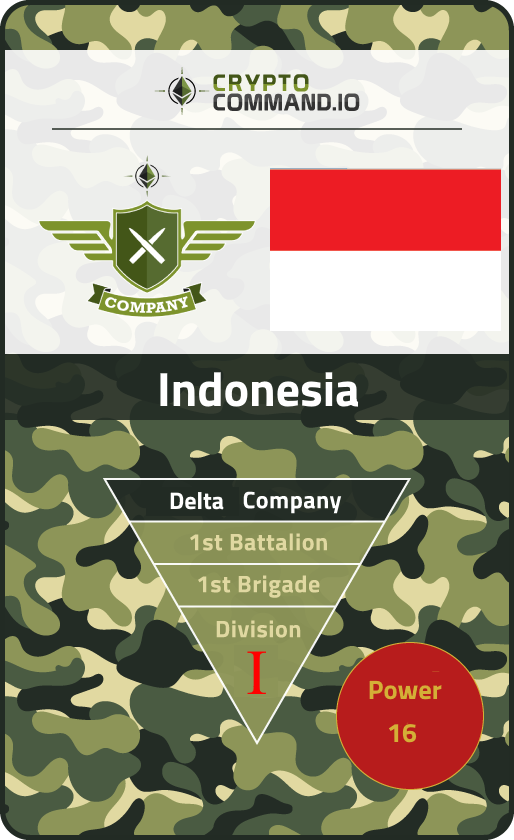 CRYPTO
COMMAND.IO
COMPANY
Indonesia
Delta Company
1st Battalion
1st Brigade
Division
I
Power
16